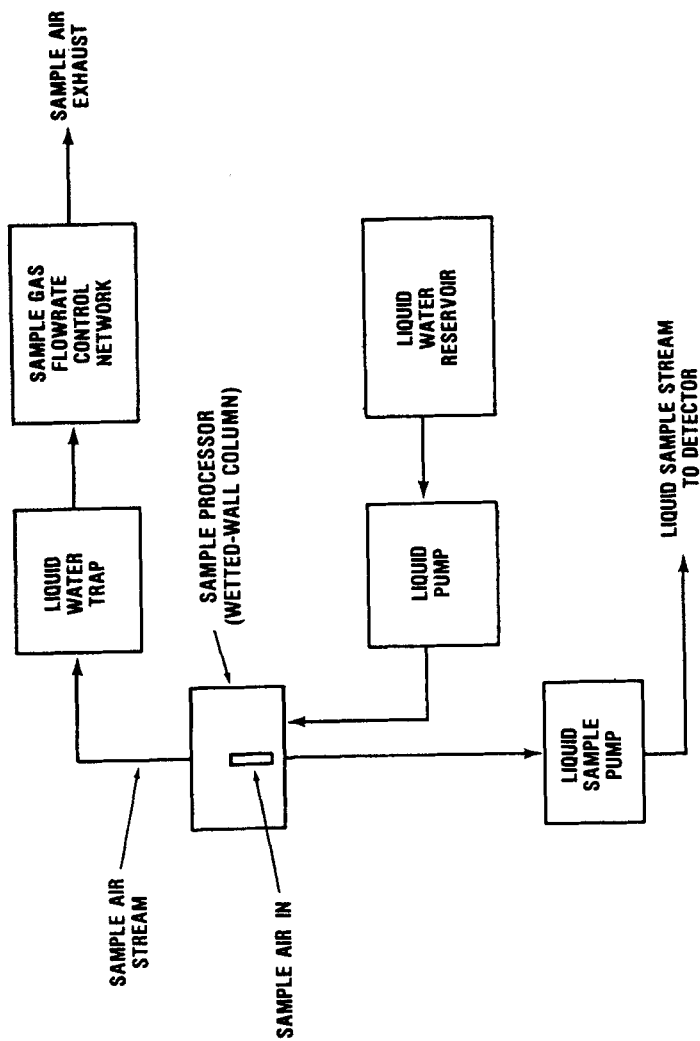 SAMPLE AIR
EXHAUST
SAMPLE GAS
FLOWRATE
CONTROL
NETWORK
LIQUID
WATER
TRAP
SAMPLE AIR
STREAM
SAMPLE PROCESSOR
(WETTED-WALL COLUMN)
SAMPLE AIR IN
LIQUID
WATER
RESERVOIR
LIQUID
PUMP
LIQUID
SAMPLE
PUMP
LIQUID SAMPLE STREAM
TO DETECTOR